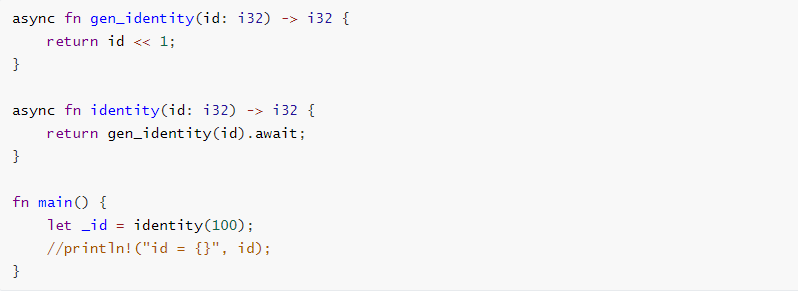 async fn gen_identity(id: i32) -> i32 {
    return id << 1;
}

async fn identity(id: i32) -> i32 {
    return gen_identity(id).await;
}

fn main() {
    let _id = identity(100);
    //println!("id = {}", id);
}